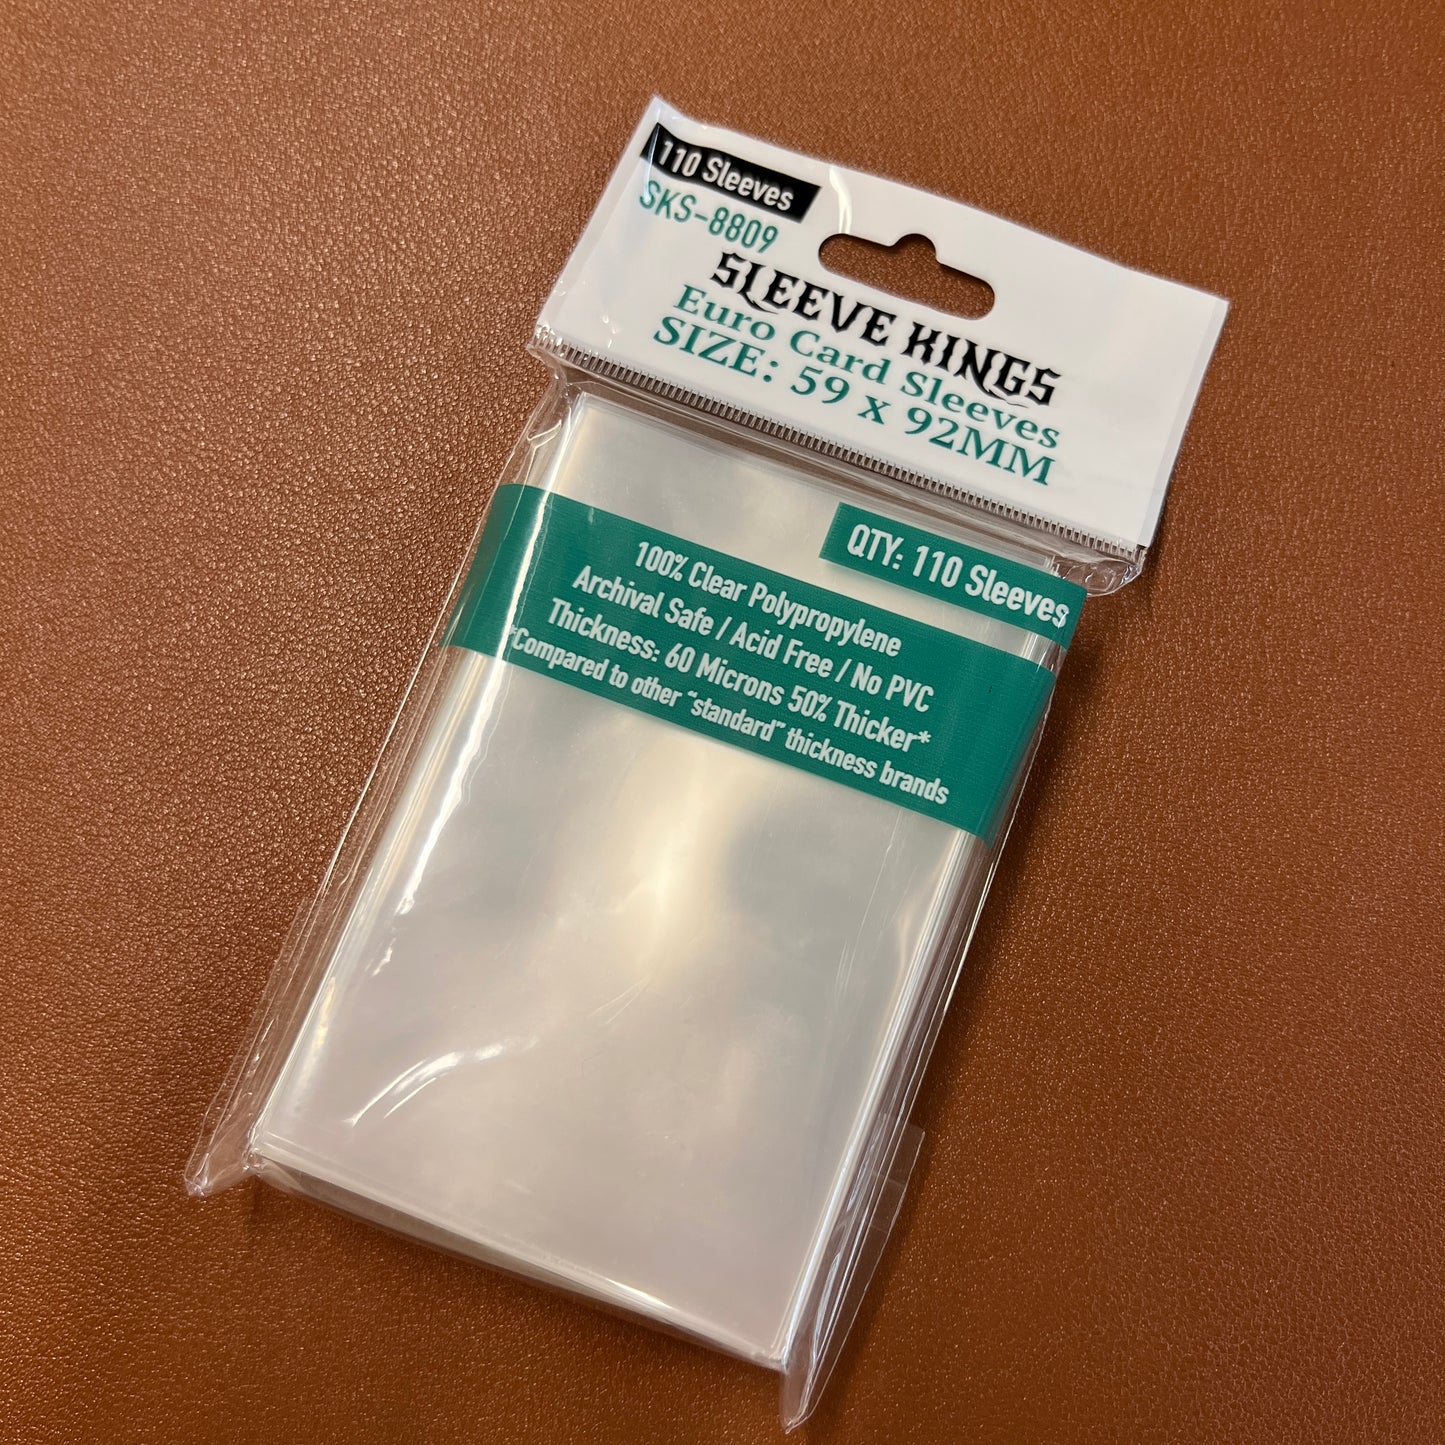 110 Sleeves
SKS-8809
SLEEVE KINGS
Euro Card Sleeves
SIZE: 59 x 92MM
QTY: 110 Sleeves
100% Clear Polypropylene
Archival Safe / Acid Free / No PVC
Thickness: 60 Microns 50% Thicker*
*Compared to other “standard” thickness brands